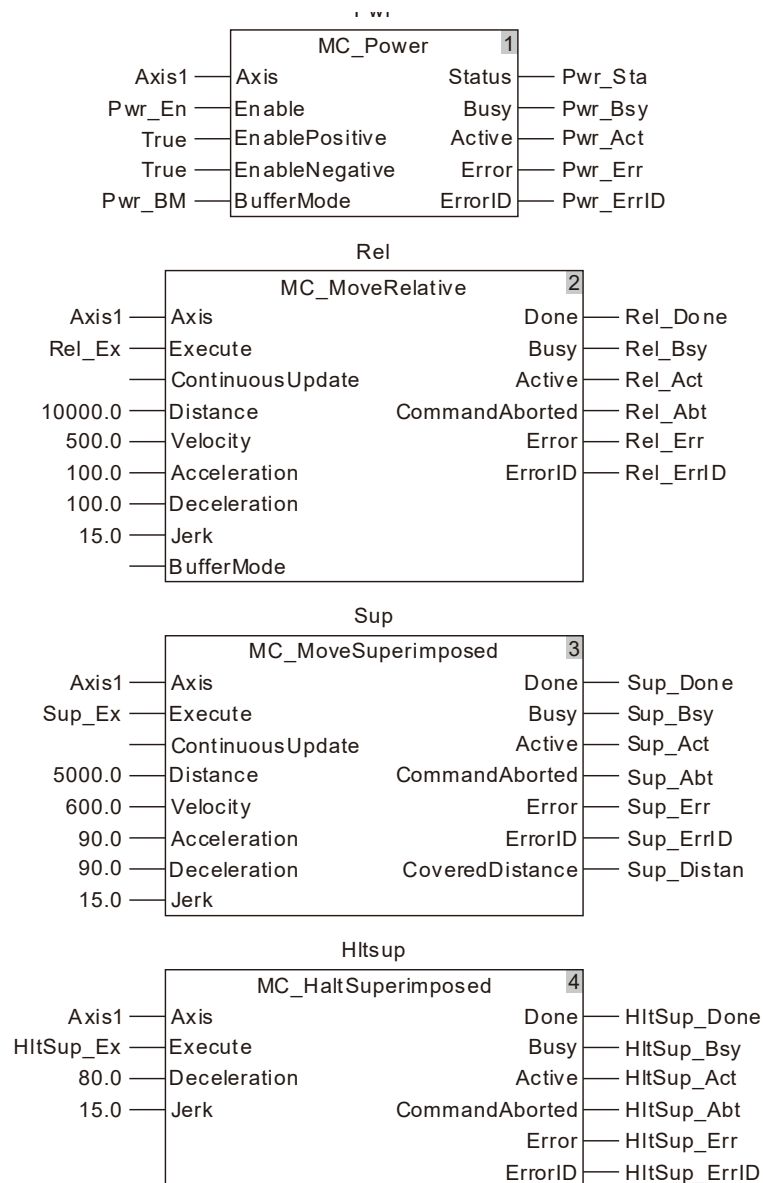 Pwr
MC_Power 1
Axis1 Axis Status Pwr_Sta
Pwr_En Enable Busy Pwr_Bsy
True EnablePositive Active Pwr_Act
True EnableNegative Error Pwr_Err
Pwr_BM BufferMode ErrorID Pwr_ErrID
Rel
MC_MoveRelative 2
Axis1 Axis Done Rel_Done
Rel_Ex Execute Busy Rel_Bsy
ContinuousUpdate Active Rel_Act
10000.0 Distance CommandAborted Rel_Abt
500.0 Velocity Error Rel_Err
100.0 Acceleration ErrorID Rel_ErrID
100.0 Deceleration
15.0 Jerk
BufferMode
Sup
MC_MoveSuperimposed 3
Axis1 Axis Done Sup_Done
Sup_Ex Execute Busy Sup_Bsy
ContinuousUpdate Active Sup_Act
5000.0 Distance CommandAborted Sup_Abt
600.0 Velocity Error Sup_Err
90.0 Acceleration ErrorID Sup_ErrID
90.0 Deceleration CoveredDistance Sup_Distan
15.0 Jerk
Hltsup
MC_HaltSuperimposed 4
Axis1 Axis Done HltSup_Done
HltSup_Ex Execute Busy HltSup_Bsy
80.0 Deceleration Active HltSup_Act
15.0 Jerk CommandAborted HltSup_Abt
Error HltSup_Err
ErrorID HltSup_ErrID